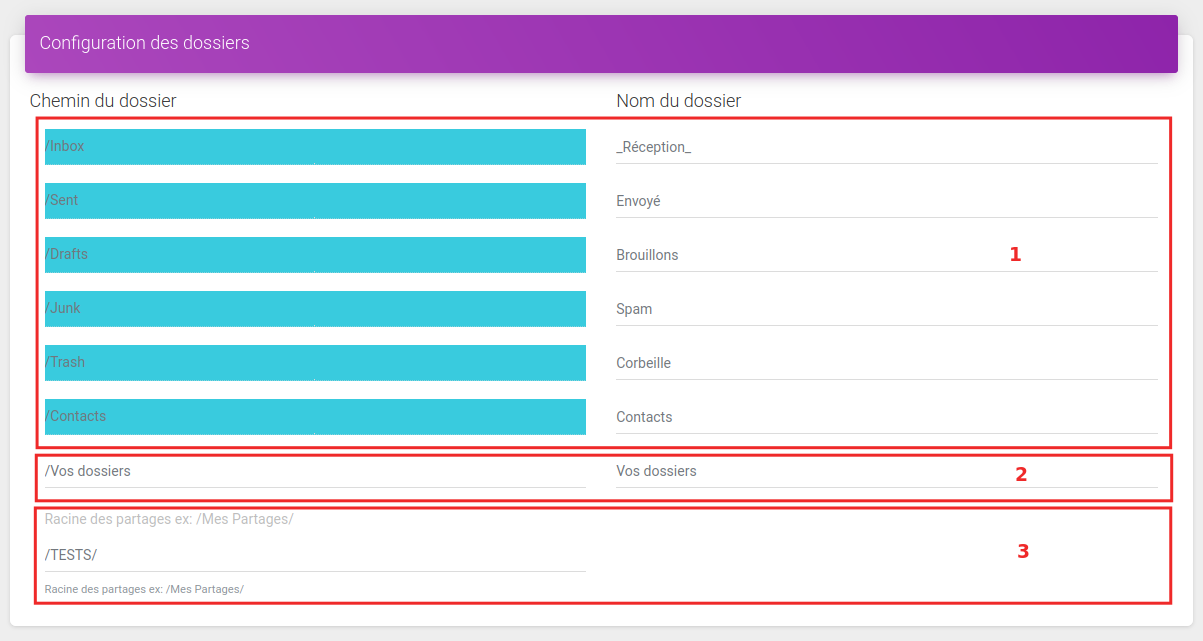 Configuration des dossiers
Chemin du dossier Nom du dossier
/Inbox _Réception_
/Sent Envoyé
/Drafts Brouillons 1
/Junk Spam
/Trash Corbeille
/Contacts Contacts
/Vos dossiers Vos dossiers 2
Racine des partages ex: /Mes Partages/
/TESTS/ 3
Racine des partages ex: /Mes Partages/